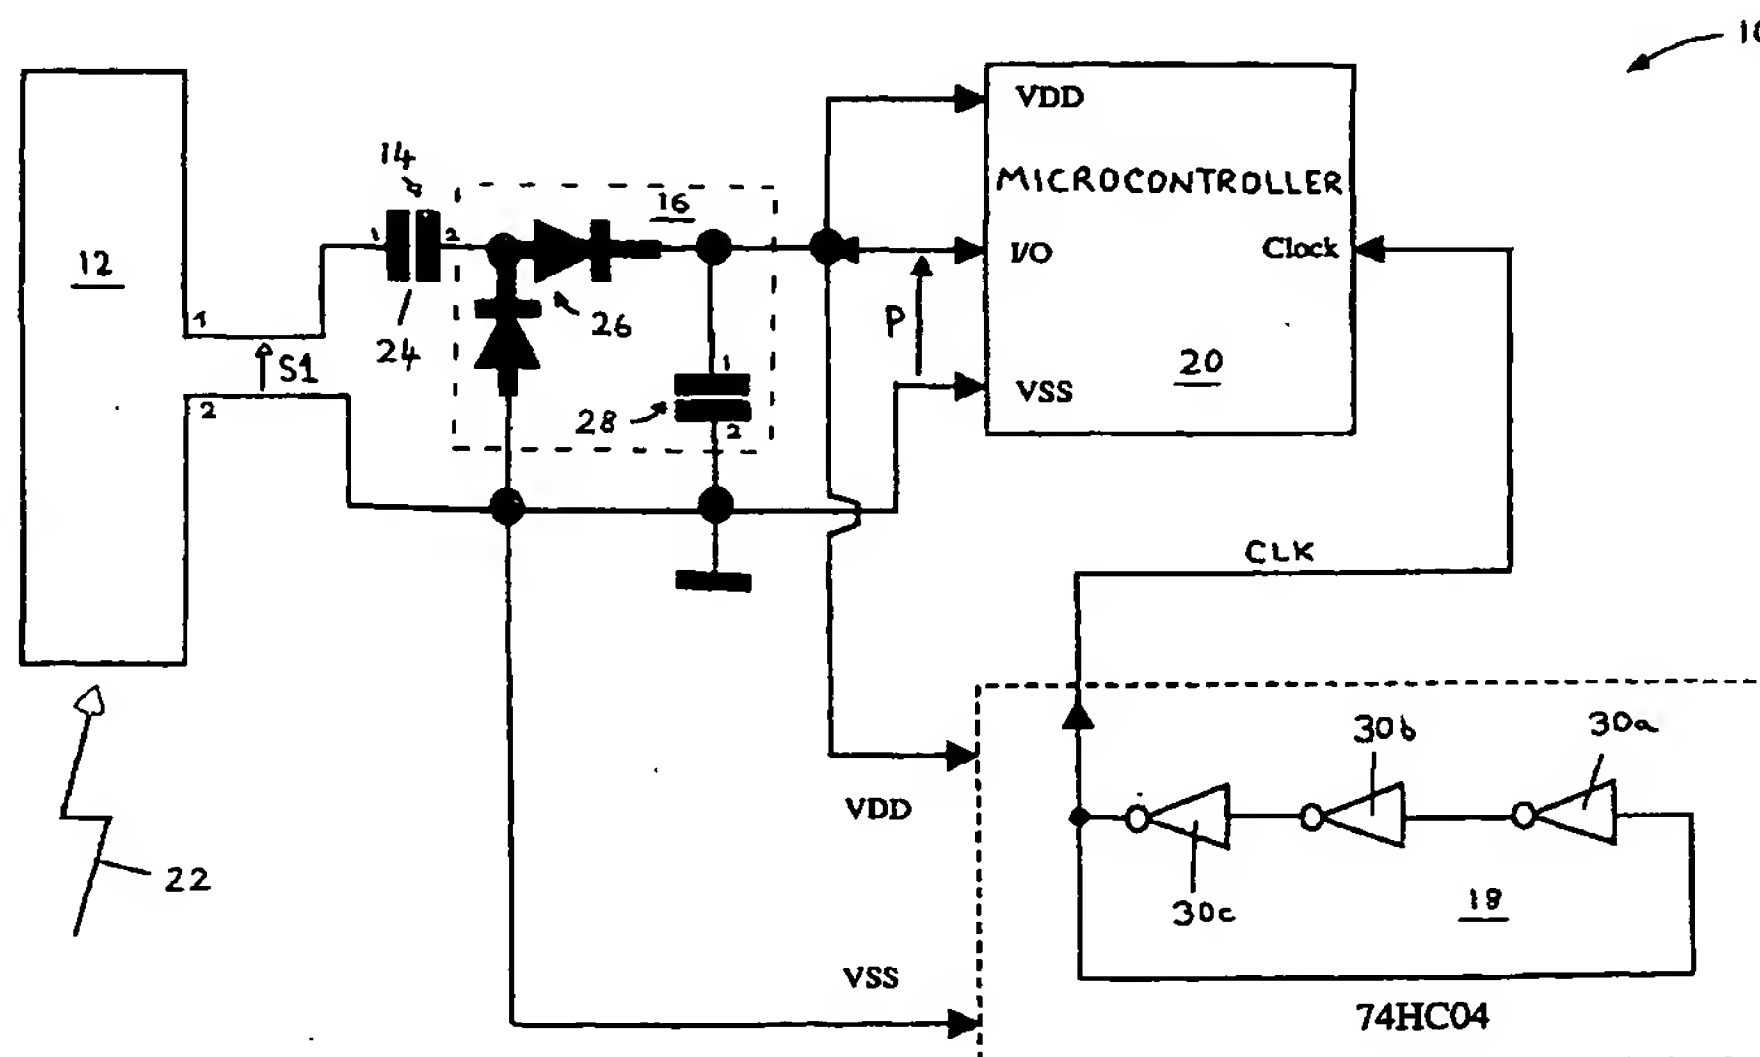 VDD
MICROCONTROLLER
14
16
12
1
2
I/O
Clock
26
1
P
24
20
S1
1
VSS
2
28
2
CLK
30b
30a
VDD
22
30c
18
VSS
74HC04